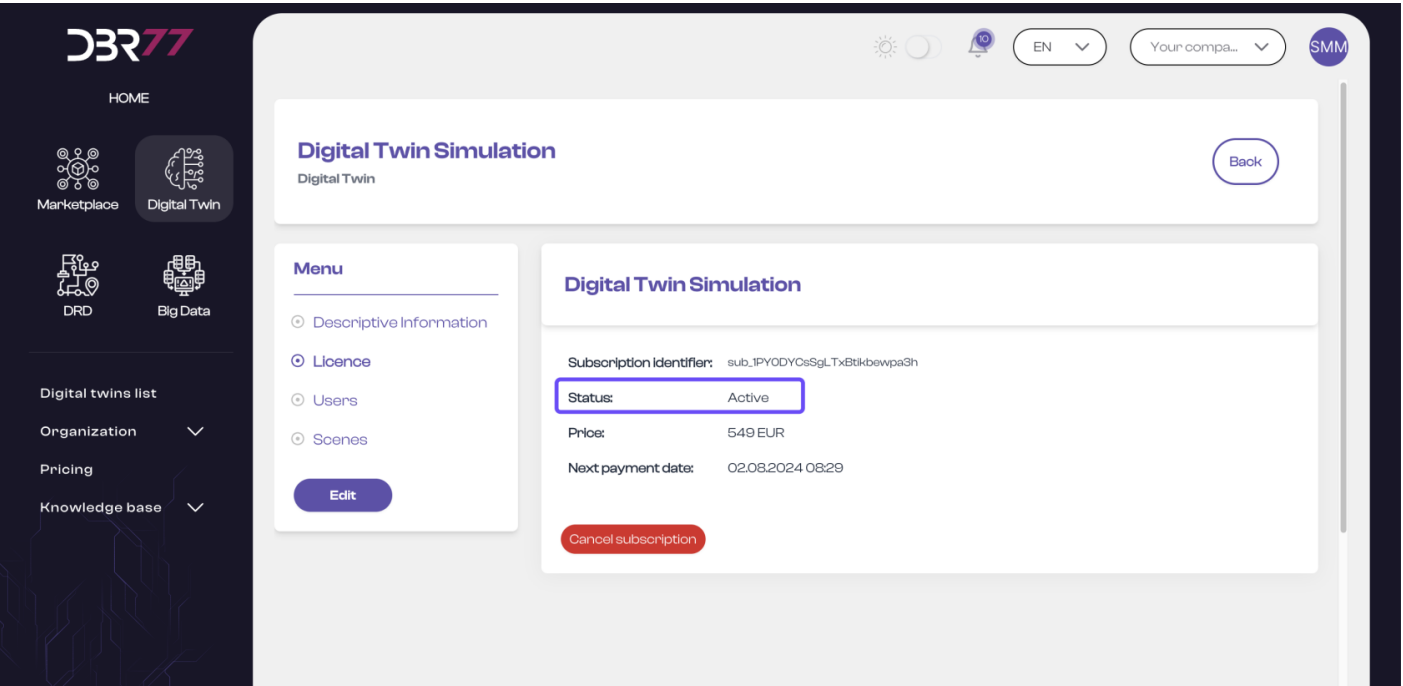 DBR77
HOME
Marketplace
Digital Twin
DRD
Big Data
Digital twins list
Organization
Pricing
Knowledge base
10
EN
Your compa...
SMM
Digital Twin Simulation
Digital Twin
Back
Menu
Descriptive Information
Licence
Users
Scenes
Edit
Digital Twin Simulation
Subscription identifier: sub_1PY0DYCsSgLTxBtikbewpa3h
Status: Active
Price: 549 EUR
Next payment date: 02.08.2024 08:29
Cancel subscription